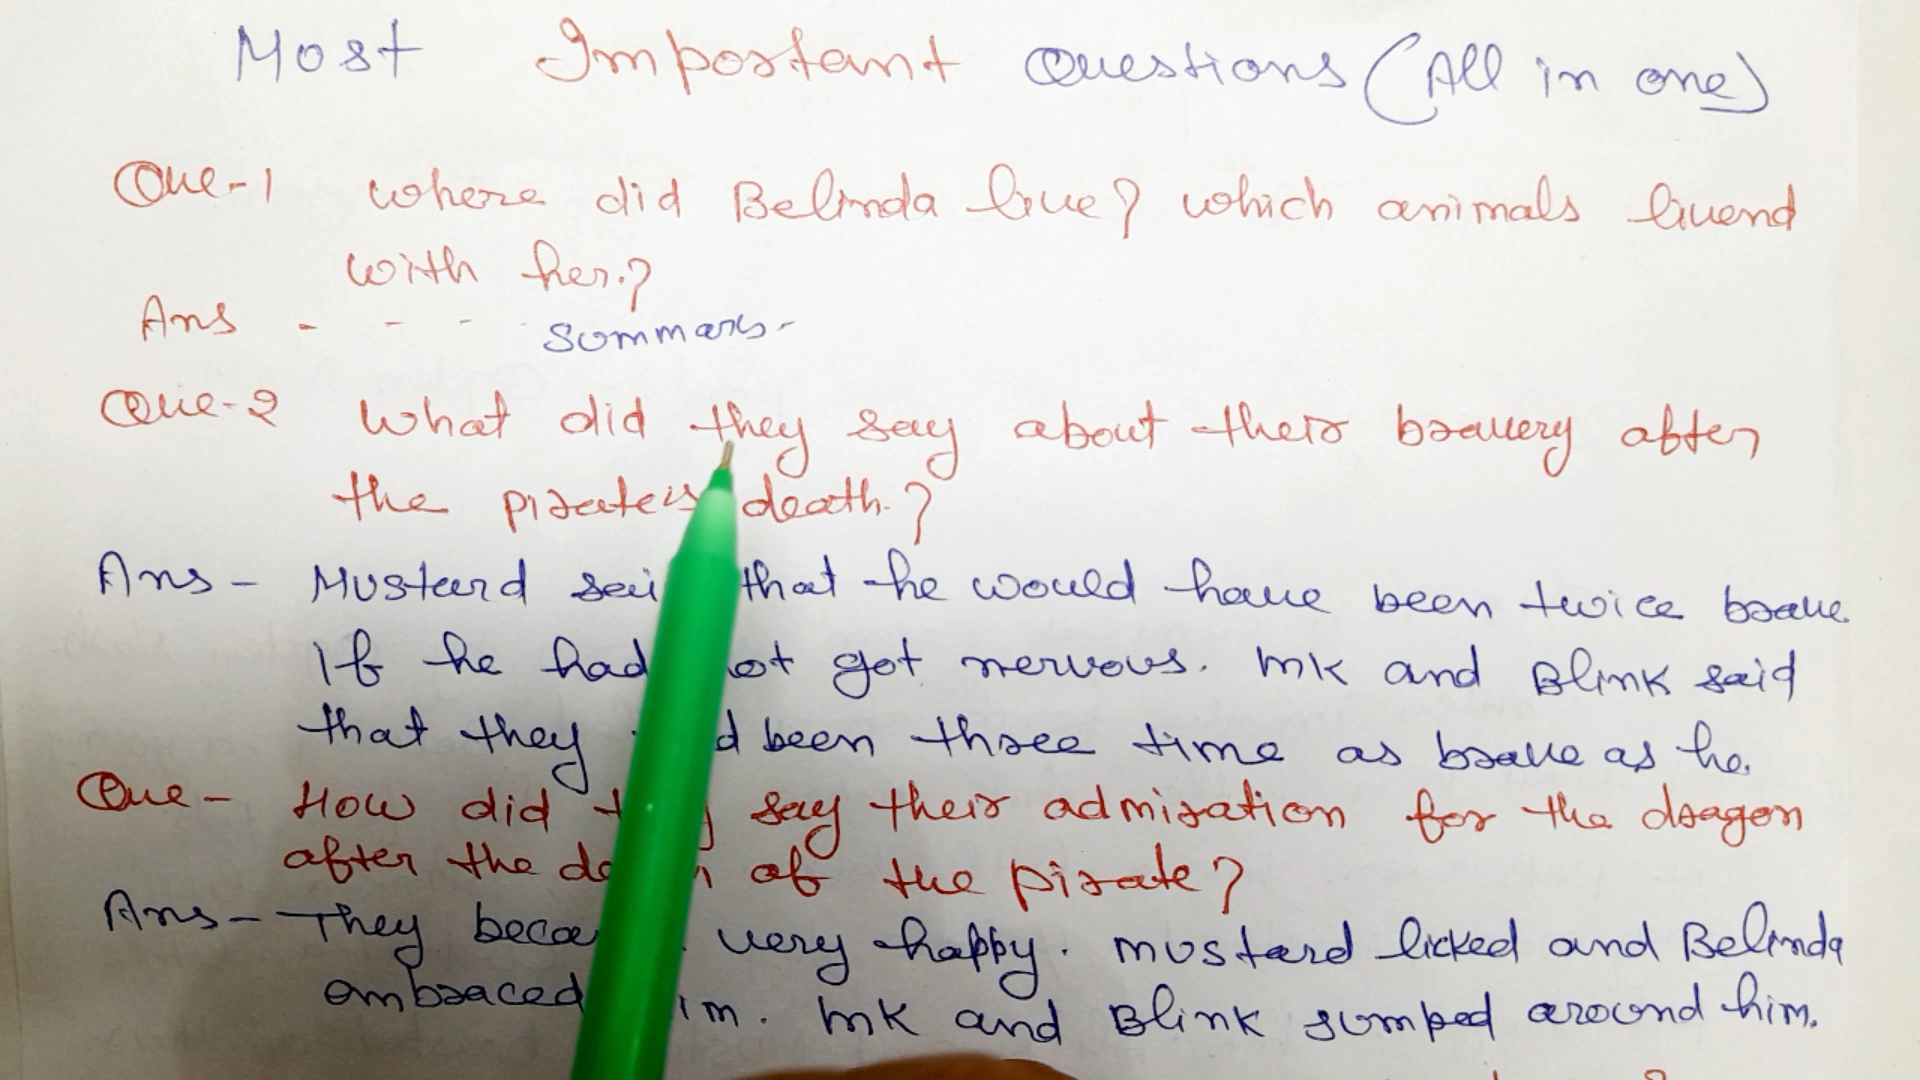 Most Important Questions (All in one)
Que-1 where did Belinda live? which animals livend
with her.?
Ans - - - - Summary-
Que-2 What did they say about their bravery after
the pirate's death.?
Ans - Mustard that he would have been twice brave
If he had got nervous. Ink and Blink said
that they been three time as brave as he.
Que - How did say their admiration for the dragon
after the of the pirate?
Ans - They very happy. Mustard licked and Belinda
embraced Ink and Blink jumped around him.